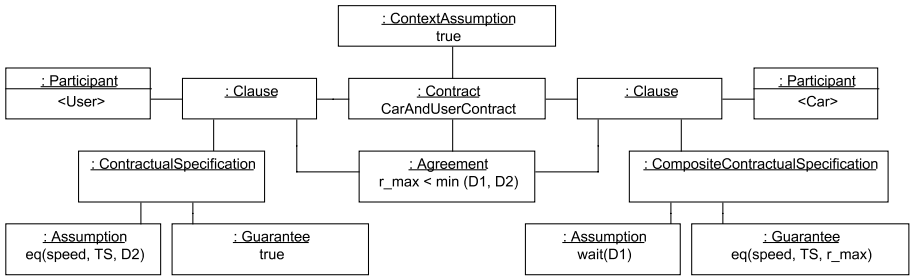 : ContextAssumption
true
: Participant
<User>
: Clause
: Contract
CarAndUserContract
: Clause
: Participant
<Car>
: ContractualSpecification
: Agreement
r_max < min (D1, D2)
: CompositeContractualSpecification
: Assumption
eq(speed, TS, D2)
: Guarantee
true
: Assumption
wait(D1)
: Guarantee
eq(speed, TS, r_max)